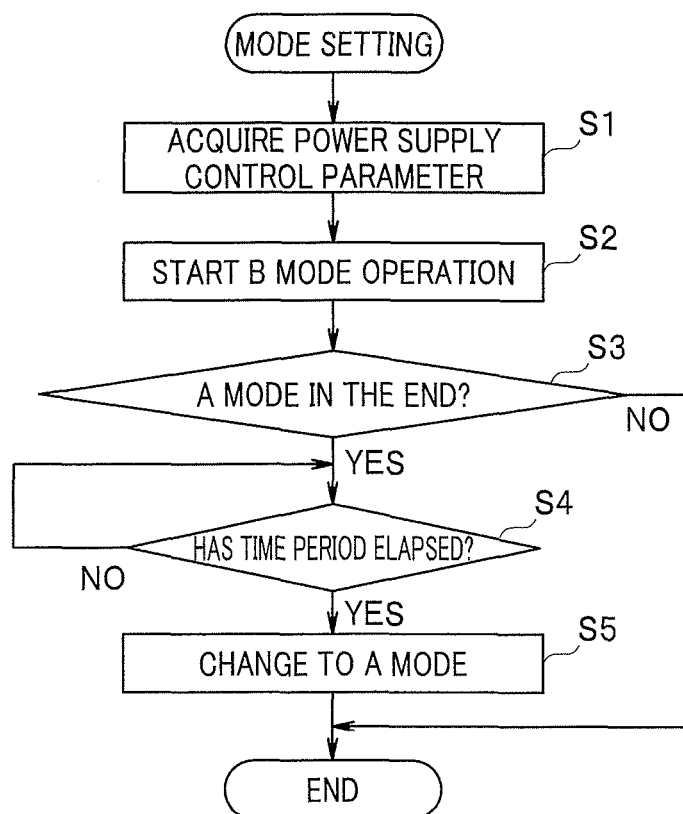 MODE SETTING
S1
ACQUIRE POWER SUPPLY
CONTROL PARAMETER
S2
START B MODE OPERATION
S3
A MODE IN THE END?
NO
YES
S4
HAS TIME PERIOD ELAPSED?
NO
YES
S5
CHANGE TO A MODE
END